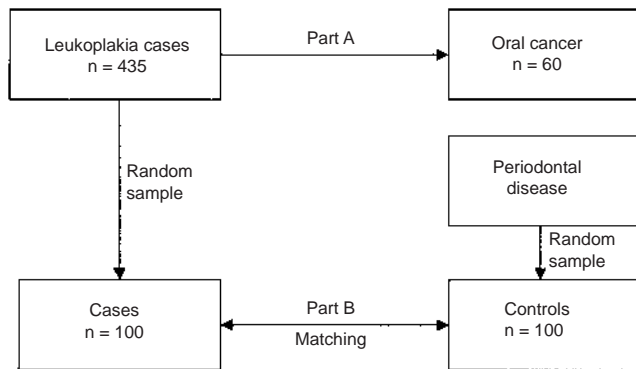 Leukoplakia cases
n = 435
Part A
Oral cancer
n = 60
Random
sample
Periodontal
disease
Random
sample
Cases
n = 100
Part B
Matching
Controls
n = 100